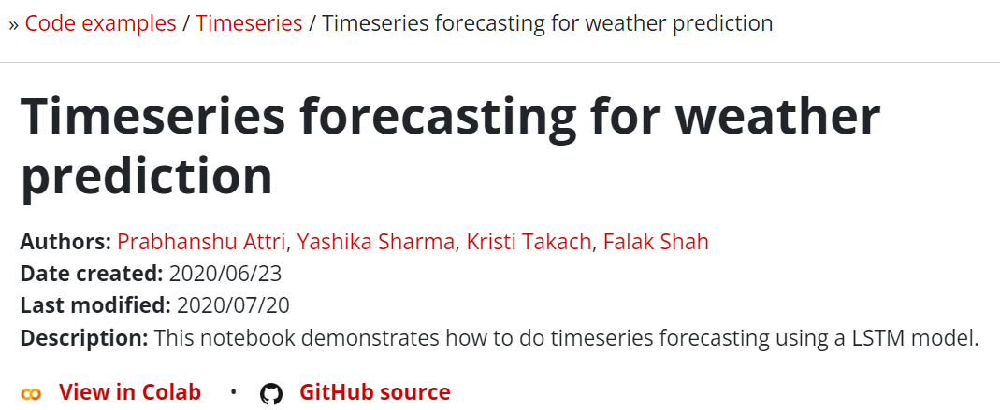 » Code examples / Timeseries / Timeseries forecasting for weather prediction
Timeseries forecasting for weather
prediction
Authors: Prabhanshu Attri, Yashika Sharma, Kristi Takach, Falak Shah
Date created: 2020/06/23
Last modified: 2020/07/20
Description: This notebook demonstrates how to do timeseries forecasting using a LSTM model.
View in Colab • GitHub source